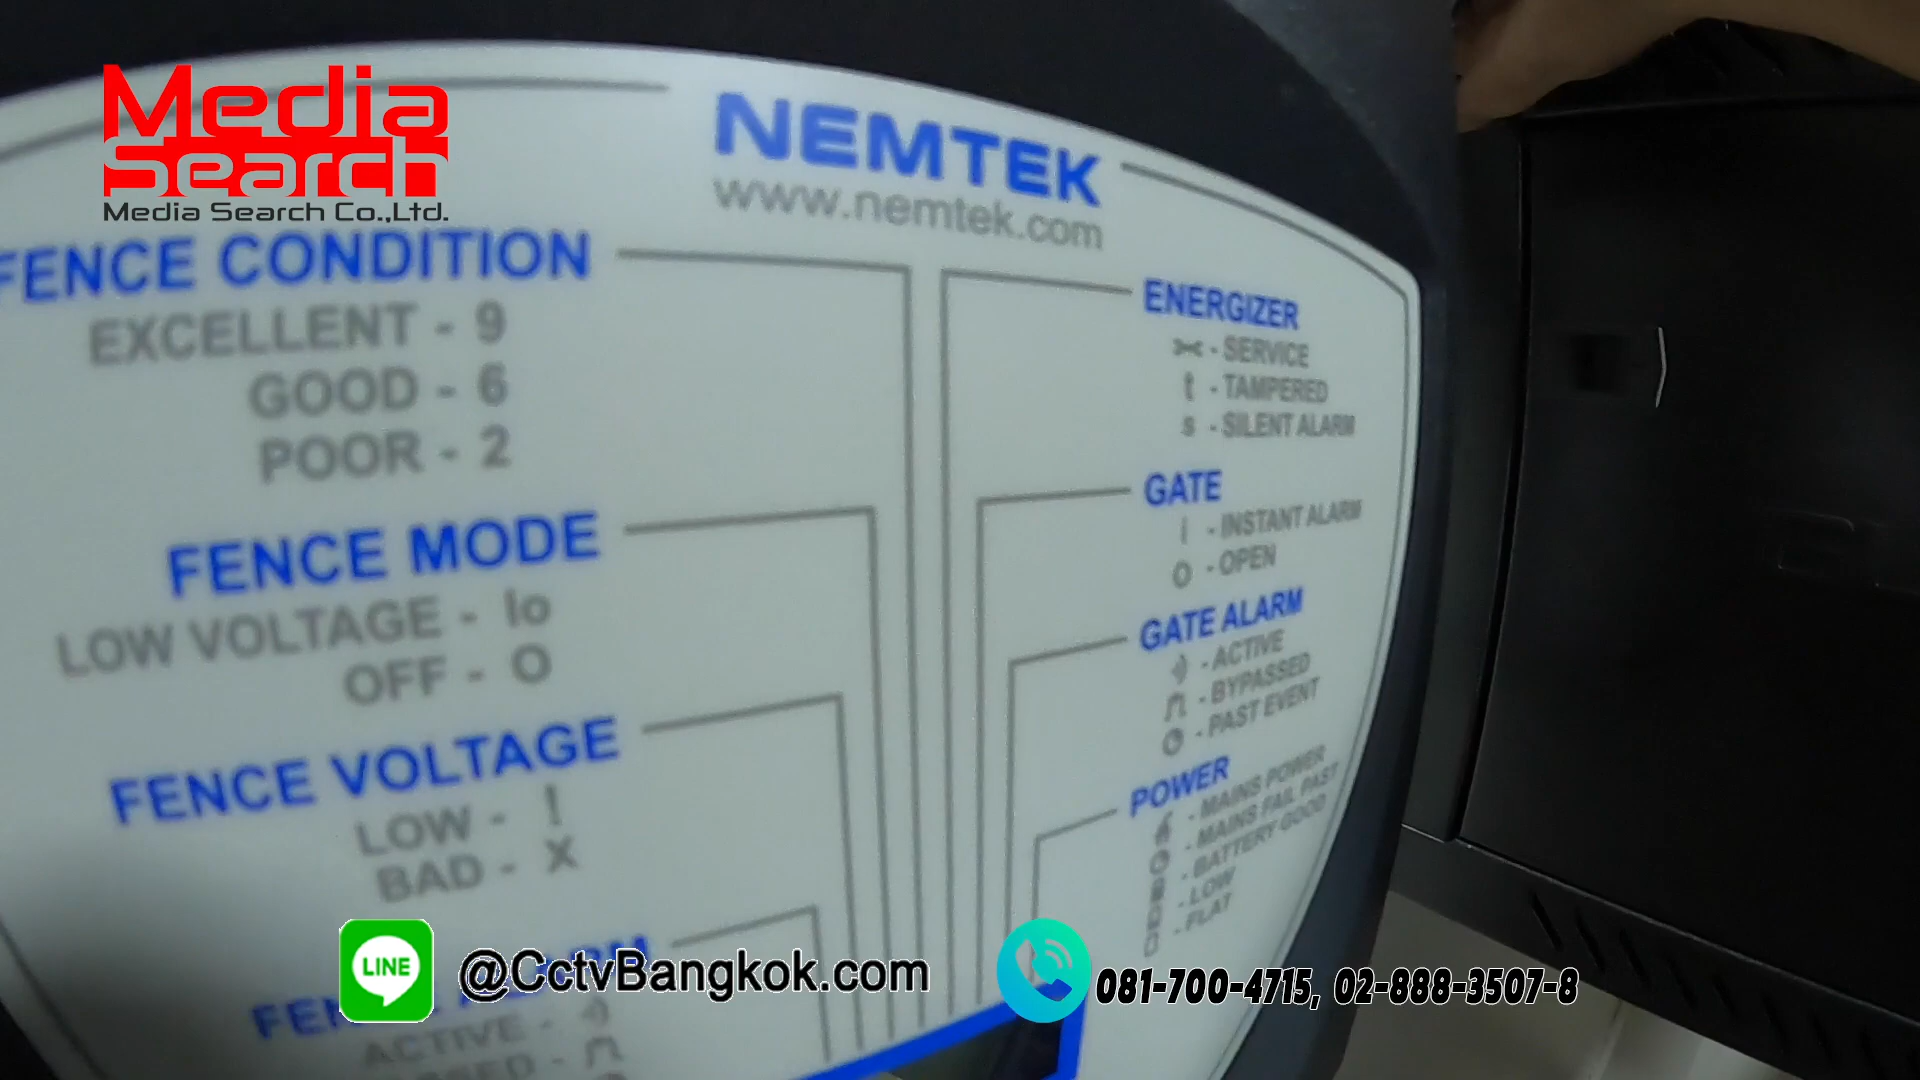 Media
Search
Media Search Co.,Ltd.
NEMTEK
www.nemtek.com
FENCE CONDITION
EXCELLENT - 9
GOOD - 6
POOR - 2
FENCE MODE
LOW VOLTAGE - lo
OFF - O
FENCE VOLTAGE
LOW - !
BAD - X
ACTIVE -
ENERGIZER
- SERVICE
t - TAMPERED
s - SILENT ALARM
GATE
i - INSTANT ALARM
O - OPEN
GATE ALARM
- ACTIVE
- BYPASSED
- PAST EVENT
POWER
- MAINS POWER
- MAINS FAIL PAST
- BATTERY GOOD
- LOW
- FLAT
LINE
@CctvBangkok.com
081-700-4715, 02-888-3507-8